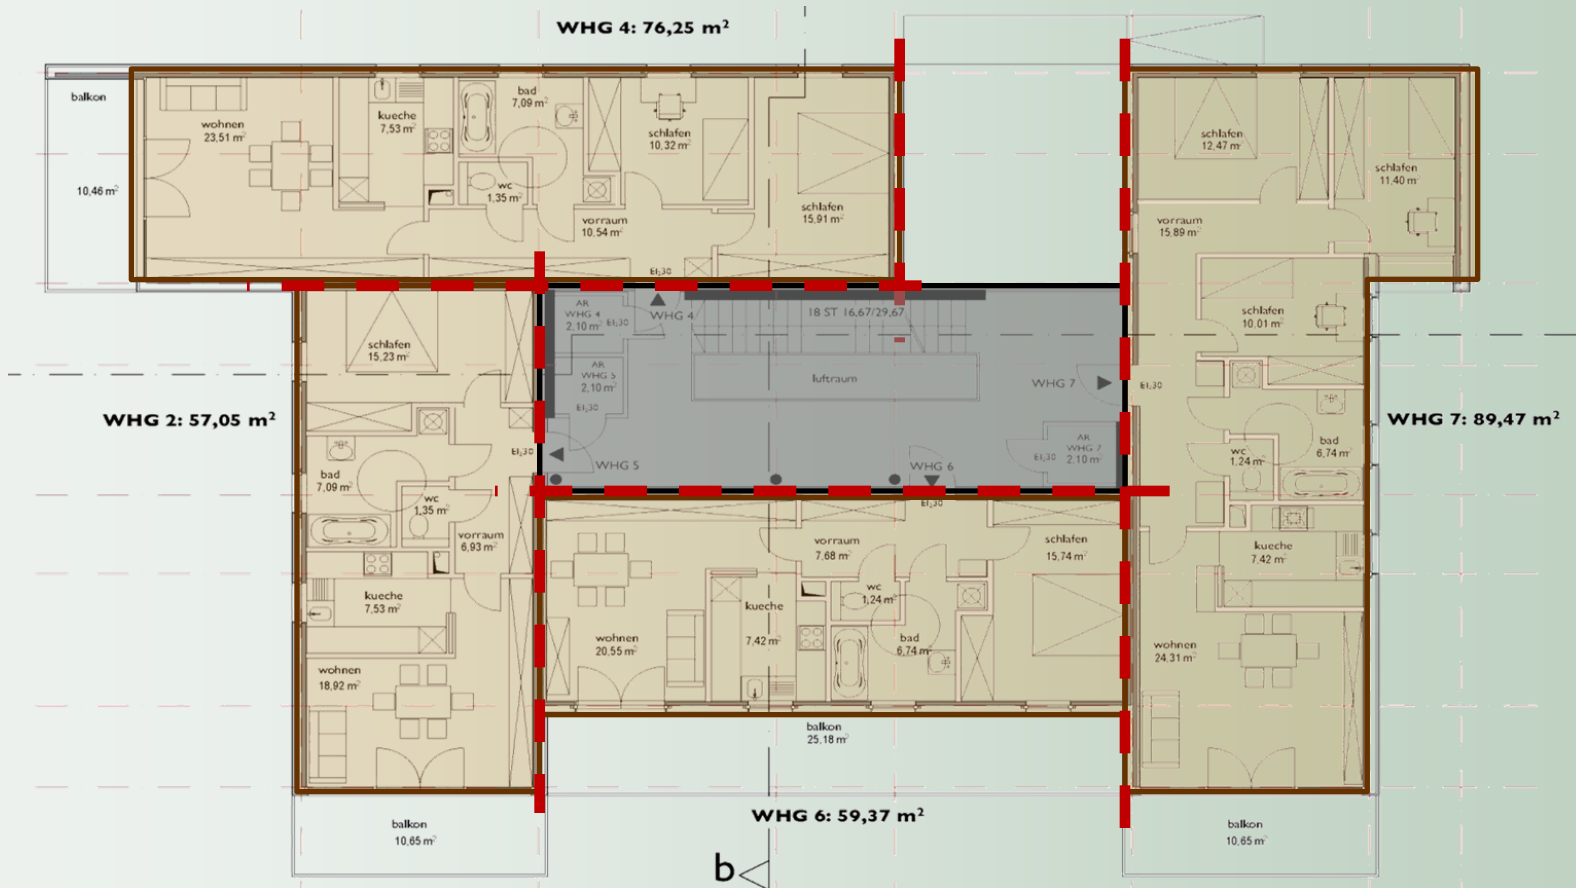 WHG 4: 76,25 m²
balkon
10,46 m²
wohnen
23,51 m²
kueche
7,53 m²
bad
7,09 m²
wc
1,35 m²
schlafen
10,32 m²
vorraum
10,54 m²
schlafen
15,91 m²
EI₂30
schlafen
12,47 m²
schlafen
11,40 m²
vorraum
15,89 m²
schlafen
10,01 m²
AR
WHG 4
2,10 m²
EI₂30
WHG 4
18 ST 16,67/29,67
AR
WHG 5
2,10 m²
EI₂30
luftraum
WHG 7
EI₂30
WHG 5
WHG 6
EI₂30
AR
WHG 7
2,10 m²
EI₂30
WHG 2: 57,05 m²
schlafen
15,23 m²
EI₂30
bad
7,09 m²
wc
1,35 m²
vorraum
6,93 m²
kueche
7,53 m²
wohnen
18,92 m²
balkon
10,65 m²
vorraum
7,68 m²
schlafen
15,74 m²
wc
1,24 m²
kueche
7,42 m²
wohnen
20,55 m²
bad
6,74 m²
balkon
25,18 m²
WHG 6: 59,37 m²
b
WHG 7: 89,47 m²
wc
1,24 m²
bad
6,74 m²
kueche
7,42 m²
wohnen
24,31 m²
balkon
10,65 m²